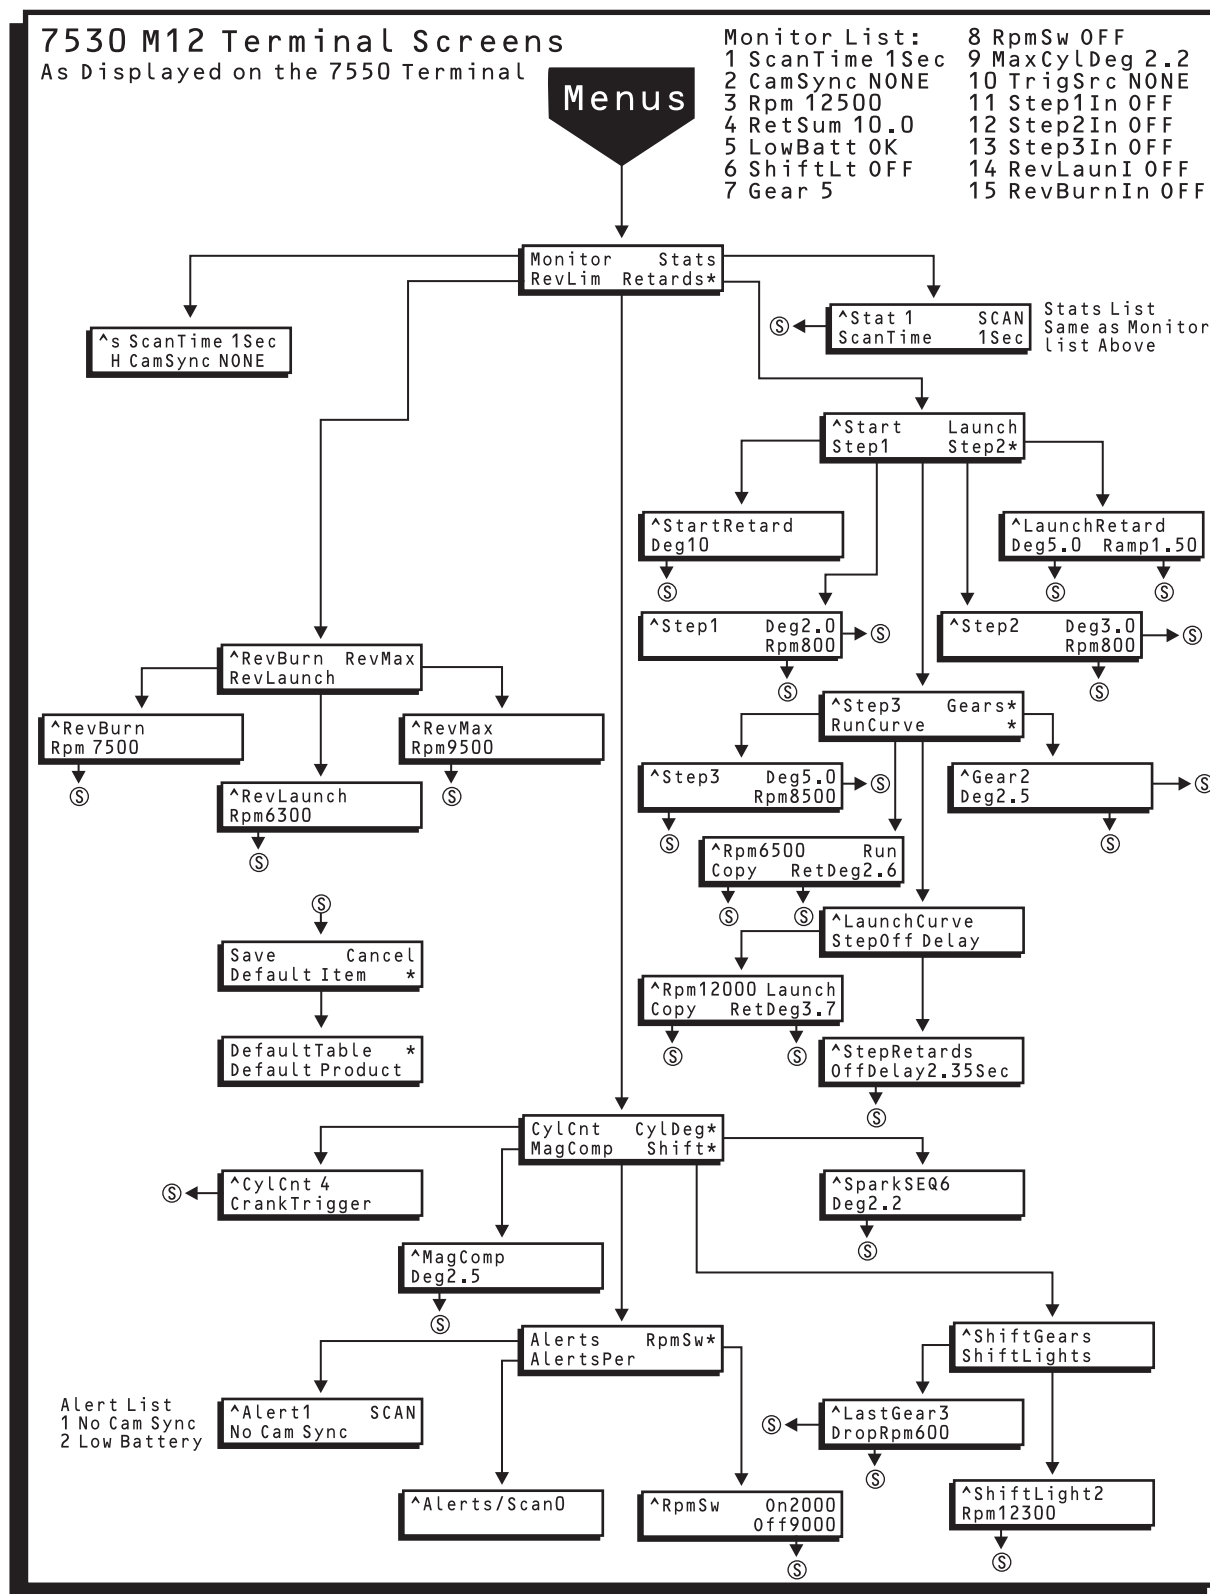 7530 M12 Terminal Screens
As Displayed on the 7550 Terminal
Menus
Monitor List:
1 ScanTime 1Sec
2 CamSync NONE
3 Rpm 12500
4 RetSum 10.0
5 LowBatt OK
6 ShiftLt OFF
7 Gear 5
8 RpmSw OFF
9 MaxCylDeg 2.2
10 TrigSrc NONE
11 Step1In OFF
12 Step2In OFF
13 Step3In OFF
14 RevLaunI OFF
15 RevBurnIn OFF
Monitor Stats
RevLim Retards*
^s ScanTime 1Sec
H CamSync NONE
S
^Stat 1 SCAN
ScanTime 1Sec
Stats List
Same as Monitor
list Above
^Start Launch
Step1 Step2*
^StartRetard
Deg10
S
^LaunchRetard
Deg5.0 Ramp1.50
S
S
^Step1 Deg2.0
Rpm800
S
S
^Step2 Deg3.0
Rpm800
S
S
^RevBurn RevMax
RevLaunch
^RevBurn
Rpm 7500
S
^RevMax
Rpm9500
S
^RevLaunch
Rpm6300
S
^Step3 Gears*
RunCurve *
^Step3 Deg5.0
Rpm8500
S
S
^Gear2
Deg2.5
S
S
^Rpm6500 Run
Copy RetDeg2.6
S
S
^LaunchCurve
StepOff Delay
^Rpm12000 Launch
Copy RetDeg3.7
S
S
^StepRetards
OffDelay2.35Sec
S
S
Save Cancel
Default Item *
DefaultTable *
Default Product
CylCnt CylDeg*
MagComp Shift*
S
^CylCnt 4
CrankTrigger
^SparkSEQ6
Deg2.2
S
^MagComp
Deg2.5
S
Alerts RpmSw*
AlertsPer
^ShiftGears
ShiftLights
Alert List
1 No Cam Sync
2 Low Battery
^Alert1 SCAN
No Cam Sync
S
^LastGear3
DropRpm600
S
^Alerts/Scan0
^RpmSw On2000
Off9000
S
^ShiftLight2
Rpm12300
S